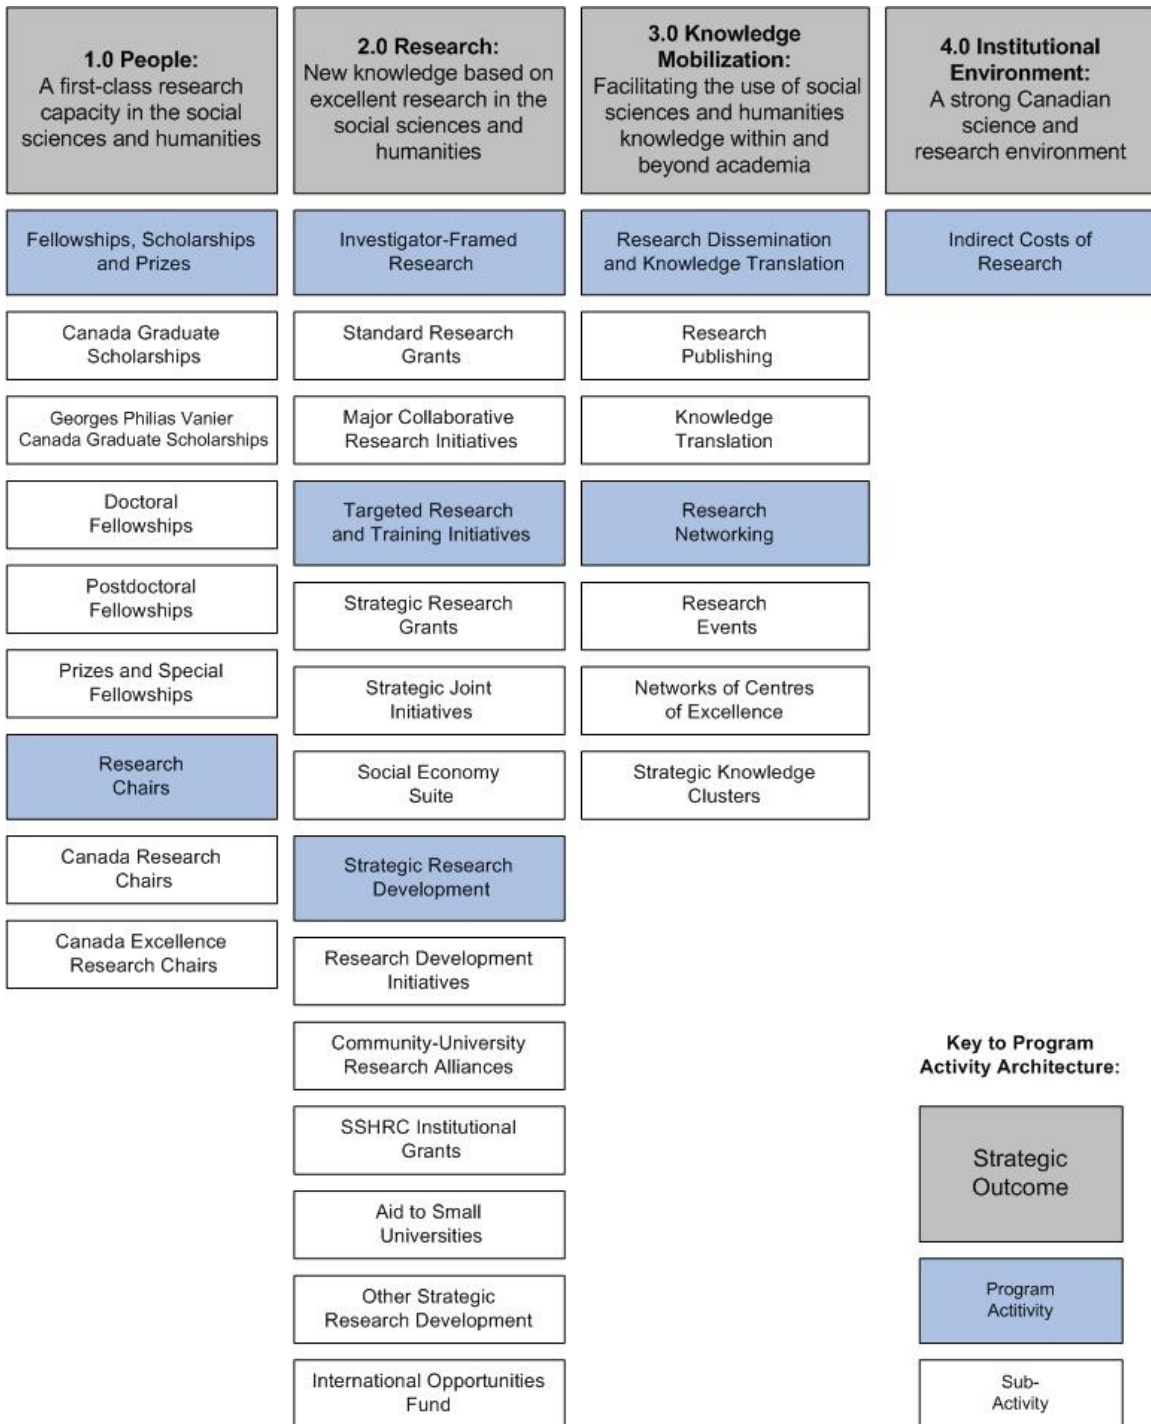 1.0 People:
A first-class research
capacity in the social
sciences and humanities
Fellowships, Scholarships
and Prizes
Canada Graduate
Scholarships
Georges Philias Vanier
Canada Graduate Scholarships
Doctoral
Fellowships
Postdoctoral
Fellowships
Prizes and Special
Fellowships
Research
Chairs
Canada Research
Chairs
Canada Excellence
Research Chairs
2.0 Research:
New knowledge based on
excellent research in the
social sciences and
humanities
Investigator-Framed
Research
Standard Research
Grants
Major Collaborative
Research Initiatives
Targeted Research
and Training Initiatives
Strategic Research
Grants
Strategic Joint
Initiatives
Social Economy
Suite
Strategic Research
Development
Research Development
Initiatives
Community-University
Research Alliances
SSHRC Institutional
Grants
Aid to Small
Universities
Other Strategic
Research Development
International Opportunities
Fund
3.0 Knowledge
Mobilization:
Facilitating the use of social
sciences and humanities
knowledge within and
beyond academia
Research Dissemination
and Knowledge Translation
Research
Publishing
Knowledge
Translation
Research
Networking
Research
Events
Networks of Centres
of Excellence
Strategic Knowledge
Clusters
4.0 Institutional
Environment:
A strong Canadian
science and
research environment
Indirect Costs of
Research
Key to Program
Activity Architecture:
Strategic
Outcome
Program
Actitivity
Sub-
Activity